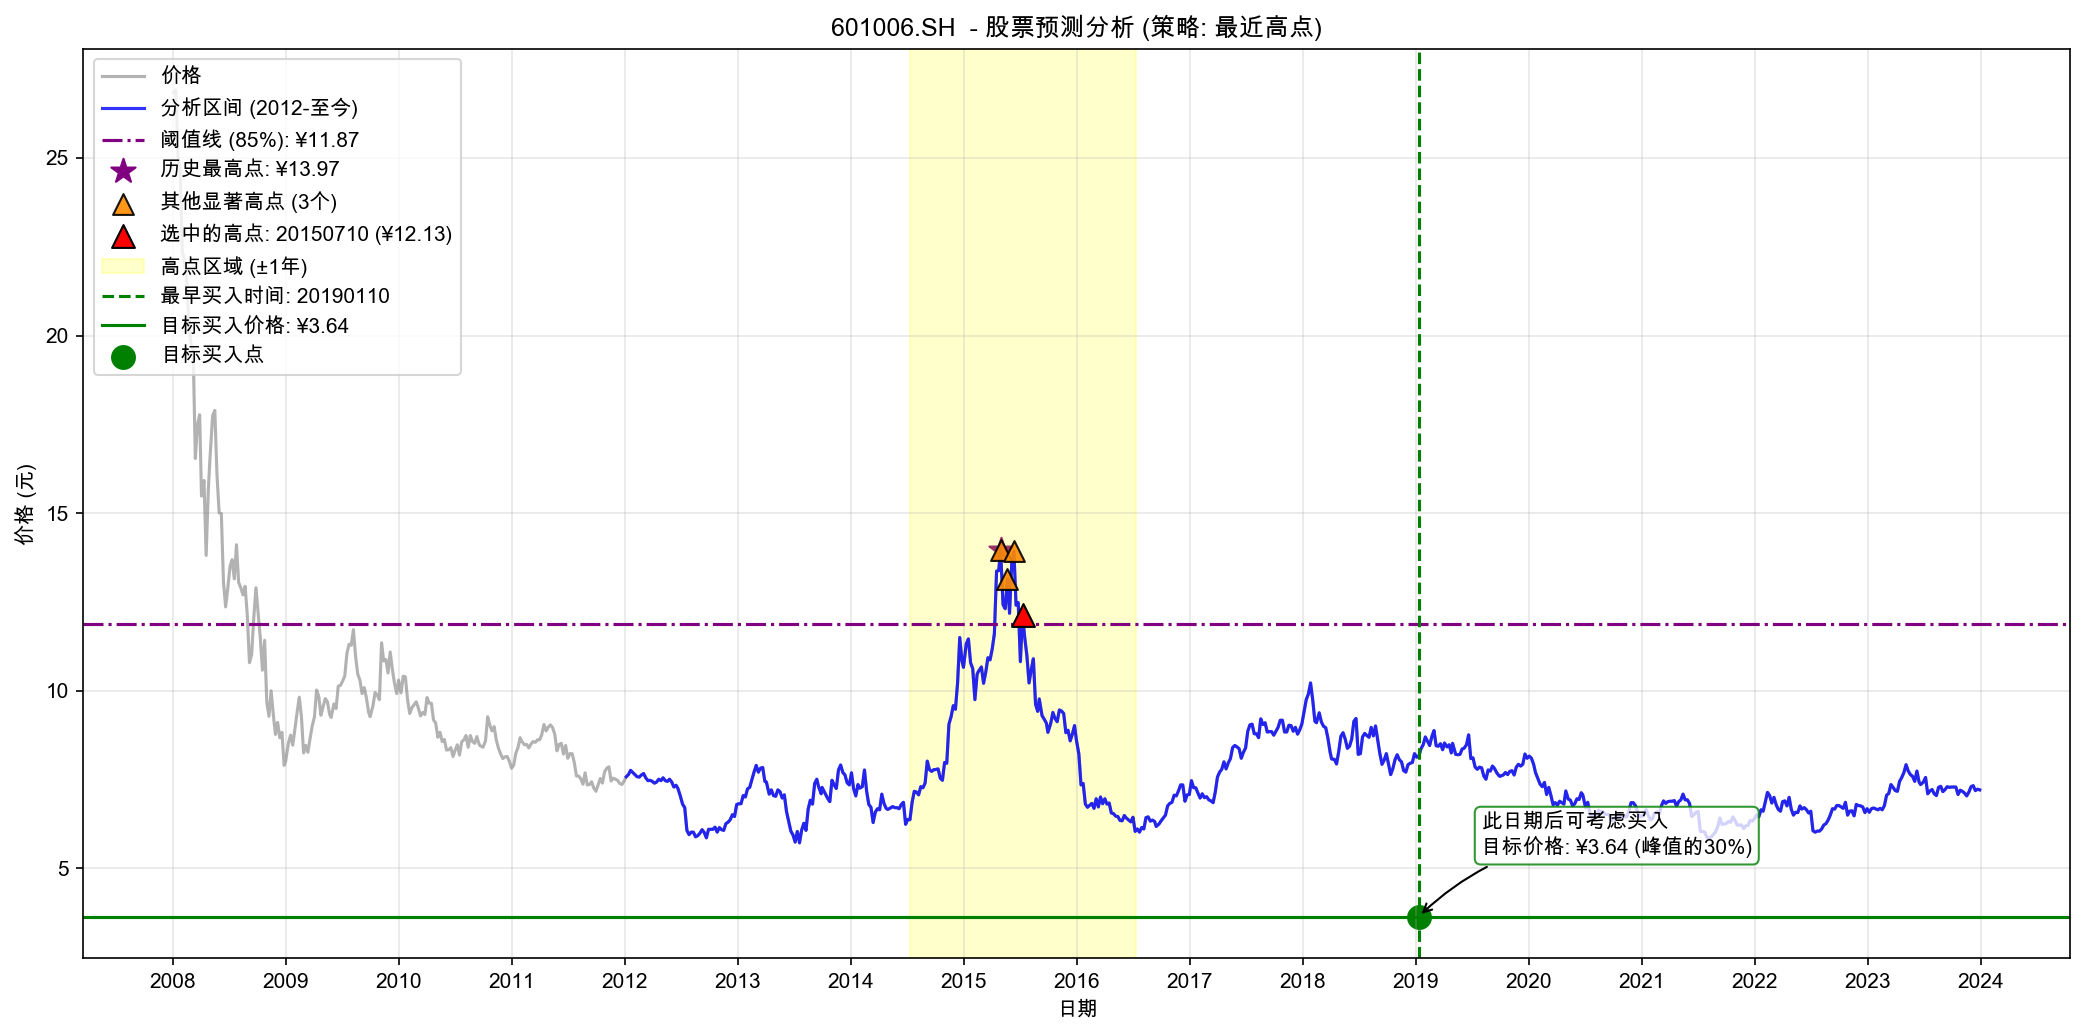 601006.SH - 股票预测分析 (策略: 最近高点)
价格
分析区间 (2012-至今)
阈值线 (85%): ¥11.87
历史最高点: ¥13.97
其他显著高点 (3个)
选中的高点: 20150710 (¥12.13)
高点区域 (±1年)
最早买入时间: 20190110
目标买入价格: ¥3.64
目标买入点
价格 (元)
25
20
15
10
5
此日期后可考虑买入
目标价格: ¥3.64 (峰值的30%)
2008 2009 2010 2011 2012 2013 2014 2015 2016 2017 2018 2019 2020 2021 2022 2023 2024
日期